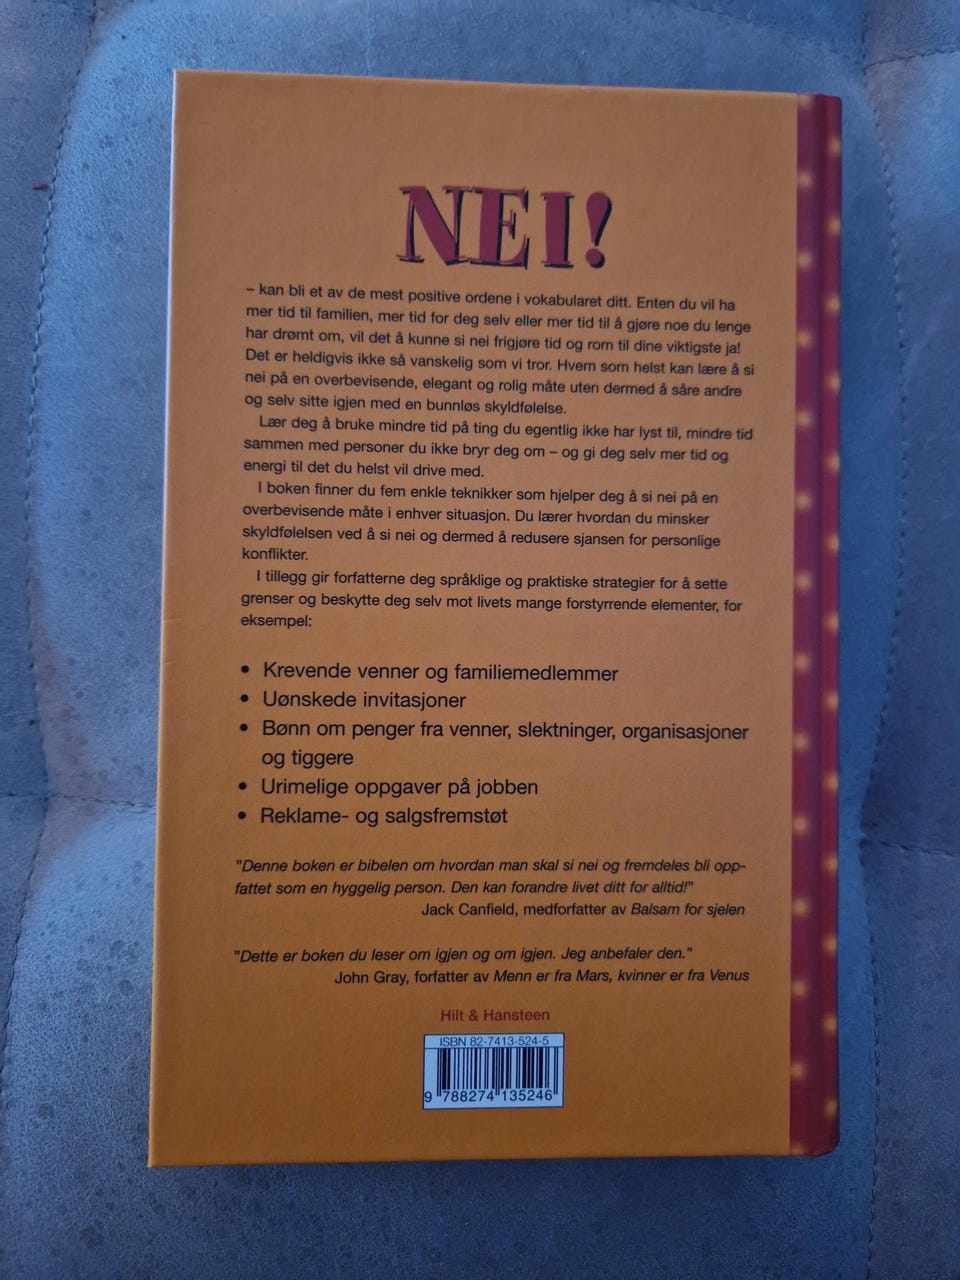 NEI!
– kan bli et av de mest positive ordene i vokabularet ditt. Enten du vil ha
mer tid til familien, mer tid for deg selv eller mer tid til å gjøre noe du lenge
har drømt om, vil det å kunne si nei frigjøre tid og rom til dine viktigste ja!
Det er heldigvis ikke så vanskelig som vi tror. Hvem som helst kan lære å si
nei på en overbevisende, elegant og rolig måte uten dermed å såre andre
og selv sitte igjen med en bunnløs skyldfølelse.
Lær deg å bruke mindre tid på ting du egentlig ikke har lyst til, mindre tid
sammen med personer du ikke bryr deg om – og gi deg selv mer tid og
energi til det du helst vil drive med.
I boken finner du fem enkle teknikker som hjelper deg å si nei på en
overbevisende måte i enhver situasjon. Du lærer hvordan du minsker
skyldfølelsen ved å si nei og dermed å redusere sjansen for personlige
konflikter.
I tillegg gir forfatterne deg språklige og praktiske strategier for å sette
grenser og beskytte deg selv mot livets mange forstyrrende elementer, for
eksempel:
• Krevende venner og familiemedlemmer
• Uønskede invitasjoner
• Bønn om penger fra venner, slektninger, organisasjoner
og tiggere
• Urimelige oppgaver på jobben
• Reklame- og salgsfremstøt
"Denne boken er bibelen om hvordan man skal si nei og fremdeles bli opp-
fattet som en hyggelig person. Den kan forandre livet ditt for alltid!"
Jack Canfield, medforfatter av Balsam for sjelen
"Dette er boken du leser om igjen og om igjen. Jeg anbefaler den."
John Gray, forfatter av Menn er fra Mars, kvinner er fra Venus
Hilt & Hansteen
ISBN 82-7413-524-5
9 788274 135246